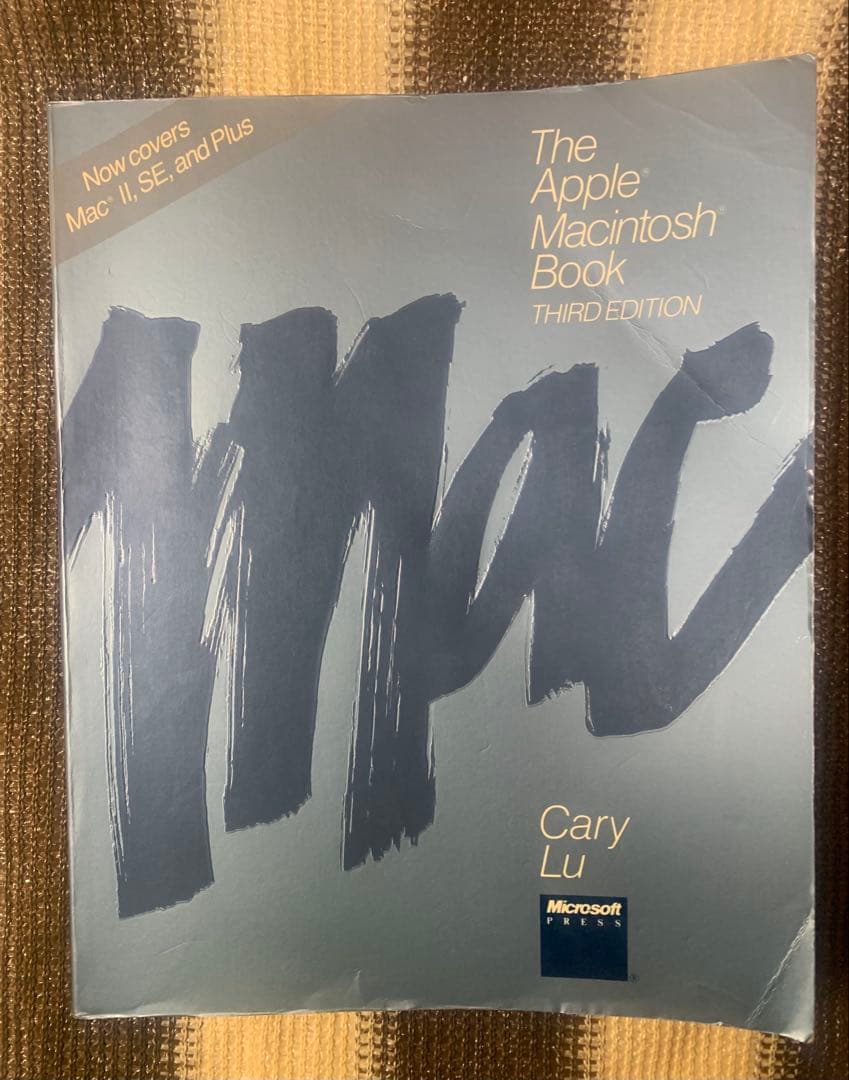 Now covers
Mac® II, SE, and Plus
The
Apple®
Macintosh®
Book
THIRD EDITION
Mac
Cary
Lu
Microsoft
PRESS®